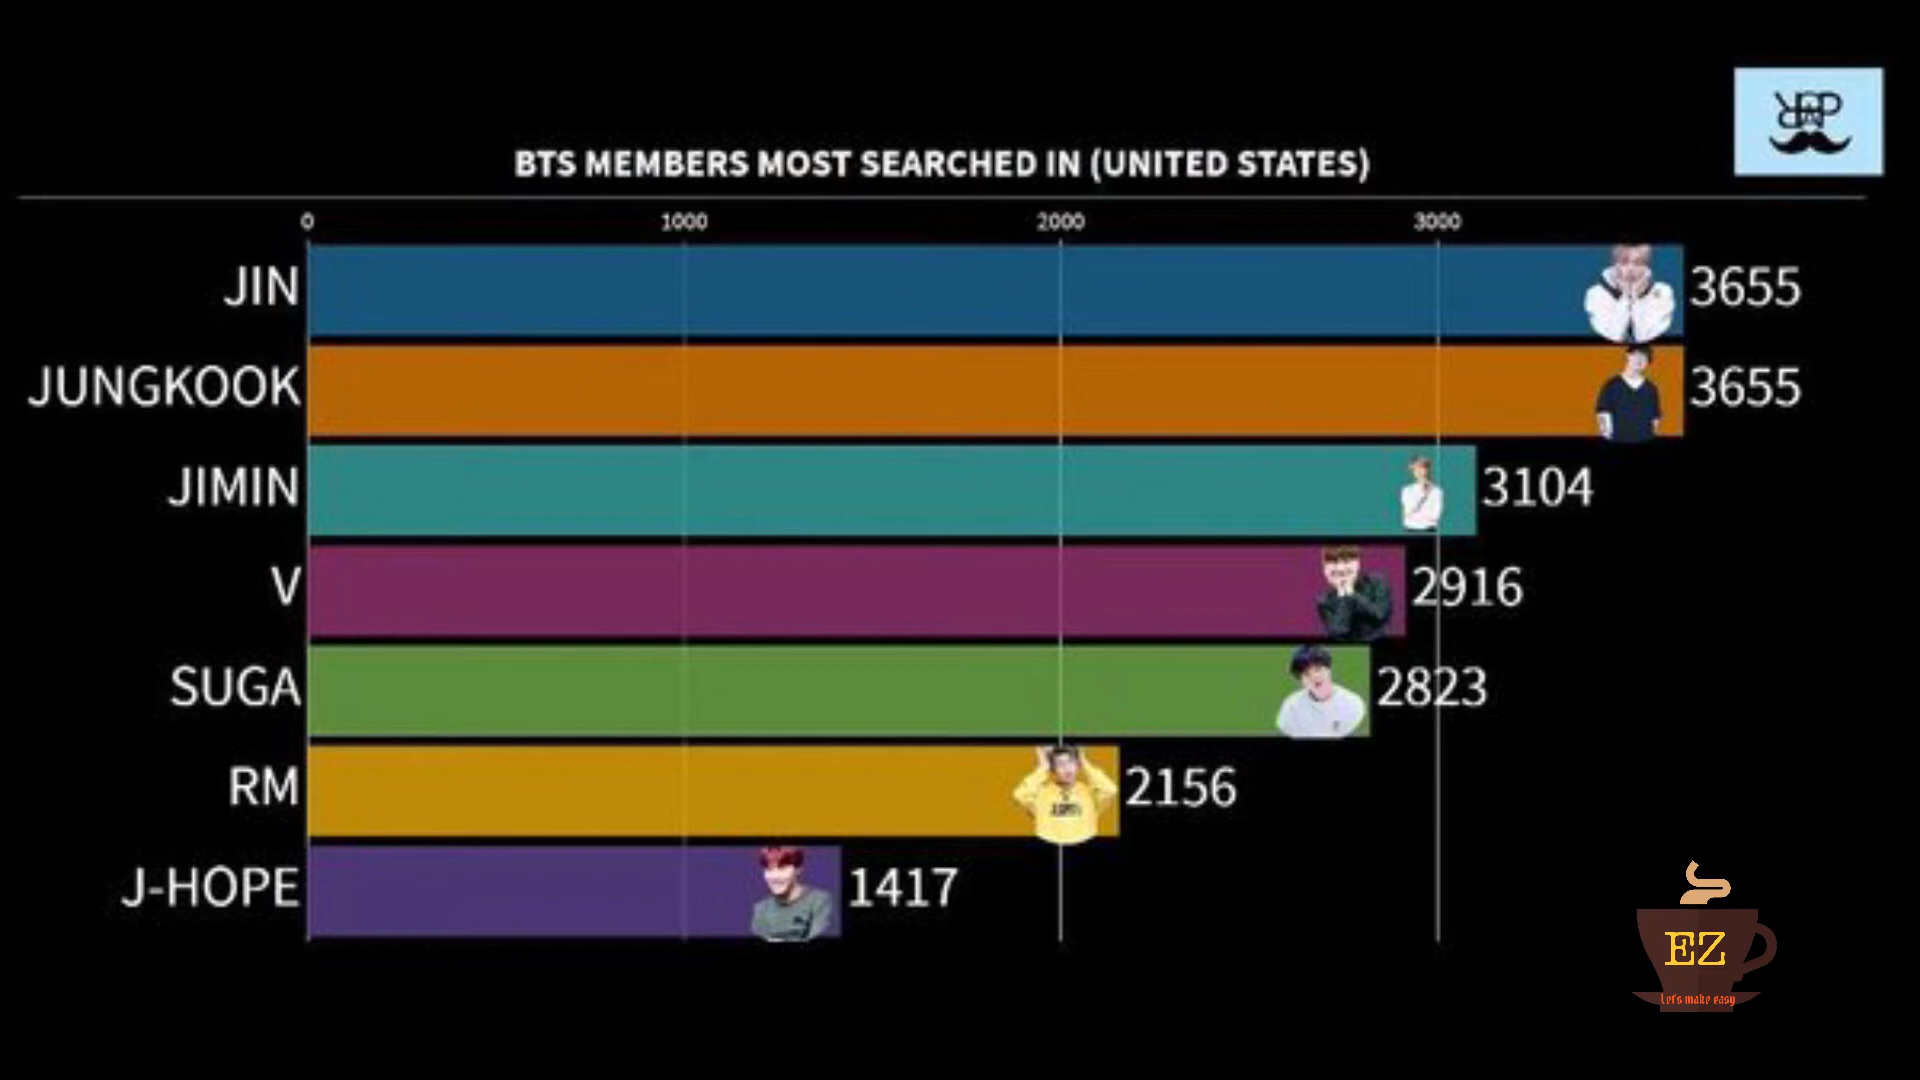 BTS MEMBERS MOST SEARCHED IN (UNITED STATES)
0 1000 2000 3000
JIN 3655
JUNGKOOK 3655
JIMIN 3104
V 2916
SUGA 2823
RM 2156
J-HOPE 1417
EZ
Let's make easy